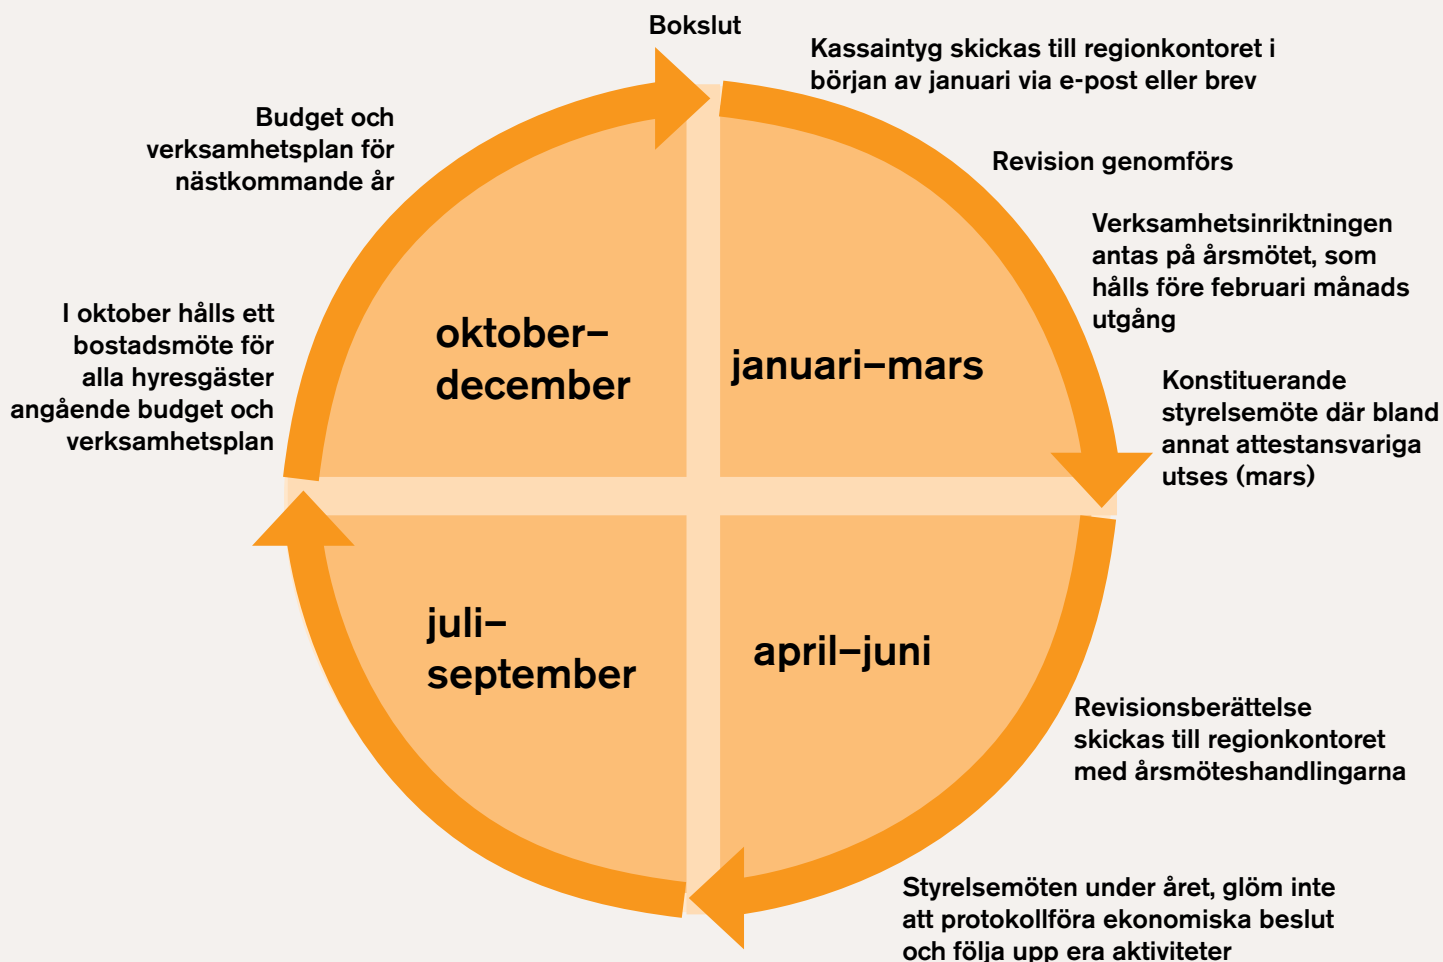 Bokslut
Kassaintyg skickas till regionkontoret i
början av januari via e-post eller brev
Revision genomförs
Verksamhetsinriktningen
antas på årsmötet, som
hålls före februari månads
utgång
Konstituerande
styrelsemöte där bland
annat attestansvariga
utses (mars)
januari–mars
april–juni
Revisionsberättelse
skickas till regionkontoret
med årsmöteshandlingarna
Styrelsemöten under året, glöm inte
att protokollföra ekonomiska beslut
och följa upp era aktiviteter
juli–
september
oktober–
december
I oktober hålls ett
bostadsmöte för
alla hyresgäster
angående budget och
verksamhetsplan
Budget och
verksamhetsplan för
nästkommande år